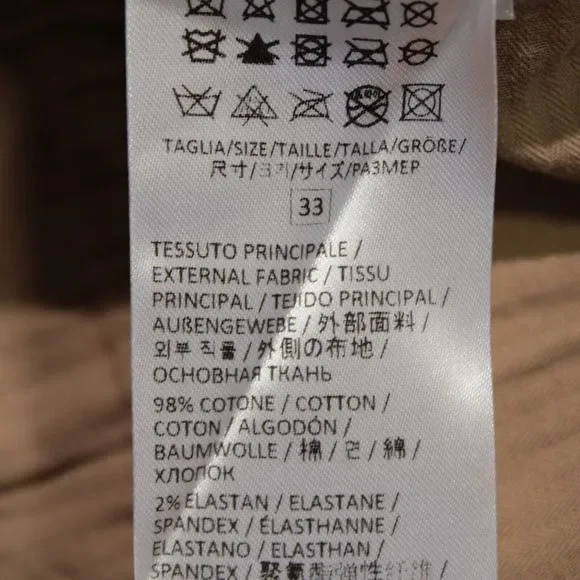 TAGLIA/SIZE/TAILLE/TALLA/GRÖßE/
尺寸/크기/サイズ/РАЗМЕР
33
TESSUTO PRINCIPALE /
EXTERNAL FABRIC / TISSU
PRINCIPAL / TEJIDO PRINCIPAL /
AUßENGEWEBE / 外部面料 /
외부 직물 / 外側の布地 /
ОСНОВНАЯ ТКАНЬ
98% COTONE / COTTON /
COTON / ALGODÓN /
BAUMWOLLE / 棉 / 면 / 綿 /
ХЛОПОК
2% ELASTAN / ELASTANE /
SPANDEX / ÉLASTHANNE /
ELASTANO / ELASTHAN /
SPANDEX /